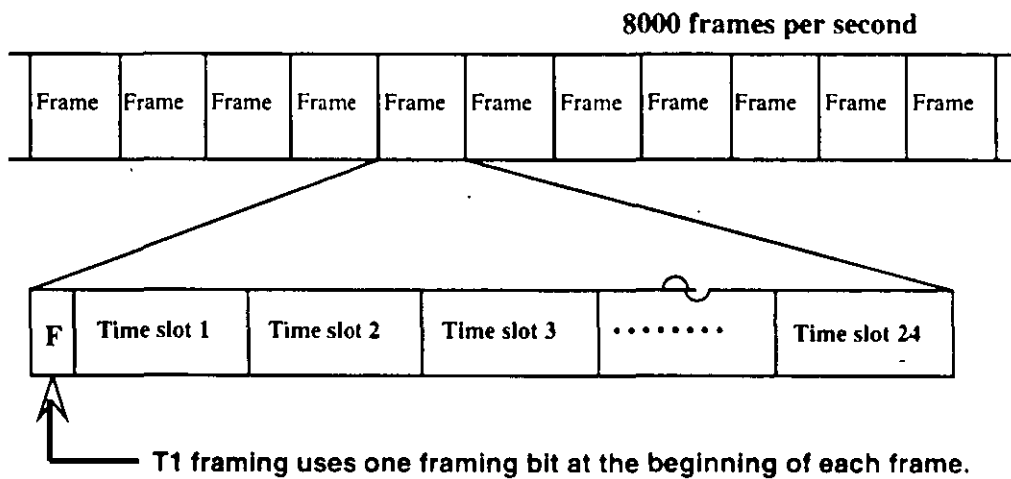 8000 frames per second
Frame Frame Frame Frame Frame Frame Frame Frame Frame Frame Frame
F Time slot 1 Time slot 2 Time slot 3 ........ Time slot 24
T1 framing uses one framing bit at the beginning of each frame.